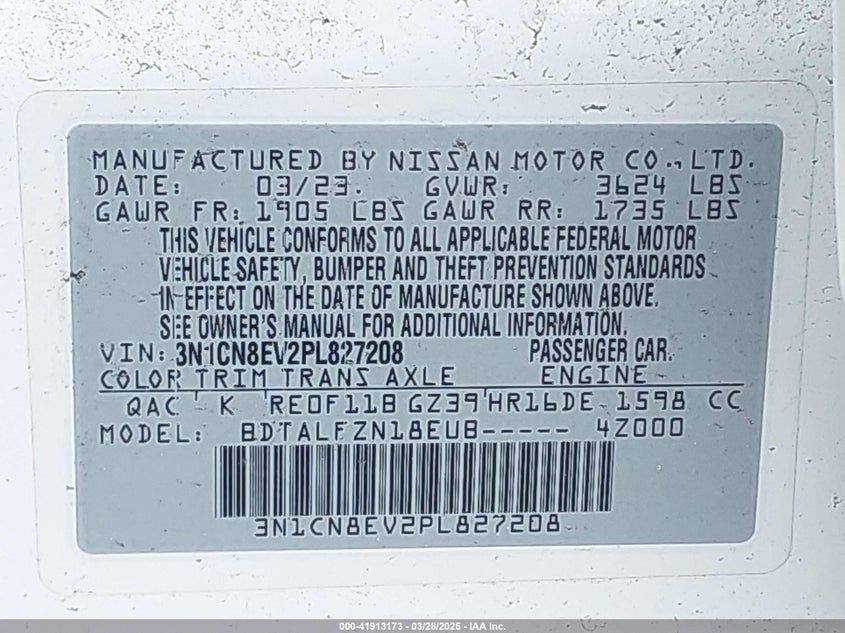 MANUFACTURED BY NISSAN MOTOR CO.,LTD.
DATE: 03/23. GVWR: 3624 LBS
GAWR FR: 1905 LBS GAWR RR: 1735 LBS
THIS VEHICLE CONFORMS TO ALL APPLICABLE FEDERAL MOTOR
VEHICLE SAFETY, BUMPER AND THEFT PREVENTION STANDARDS
IN EFFECT ON THE DATE OF MANUFACTURE SHOWN ABOVE.
SEE OWNER'S MANUAL FOR ADDITIONAL INFORMATION.
VIN: 3N1CN8EV2PL827208 PASSENGER CAR.
COLOR TRIM TRANS AXLE ENGINE
QAC K RE0F11B GZ39 HR16DE 1598 CC
MODEL: BDTALFZN18EUB----- 4Z000
3N1CN8EV2PL827208
000-41913173 — 03/28/2025 — IAA Inc.